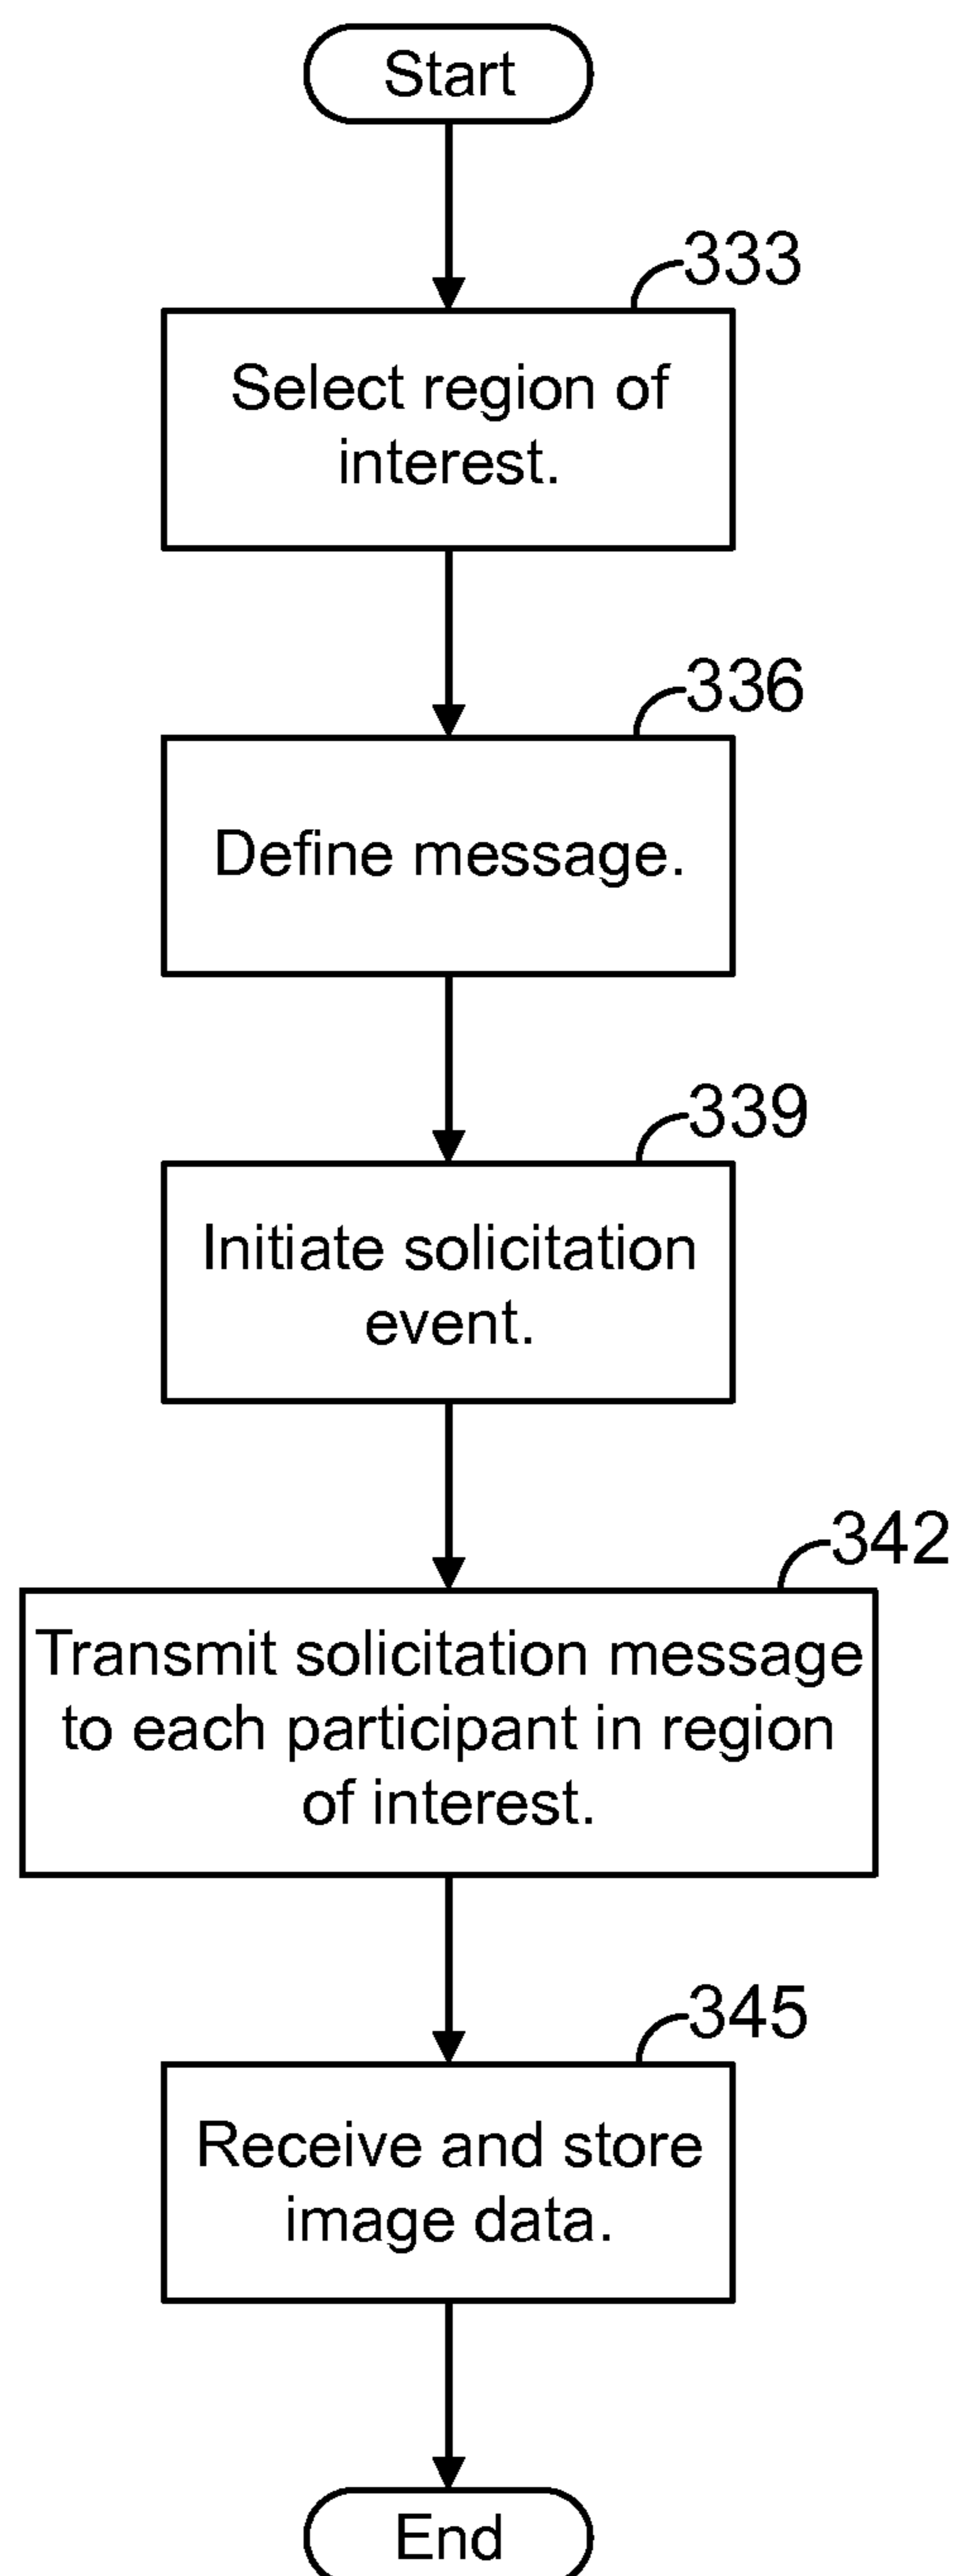 Start
333
Select region of
interest.
336
Define message.
339
Initiate solicitation
event.
342
Transmit solicitation message
to each participant in region
of interest.
345
Receive and store
image data.
End